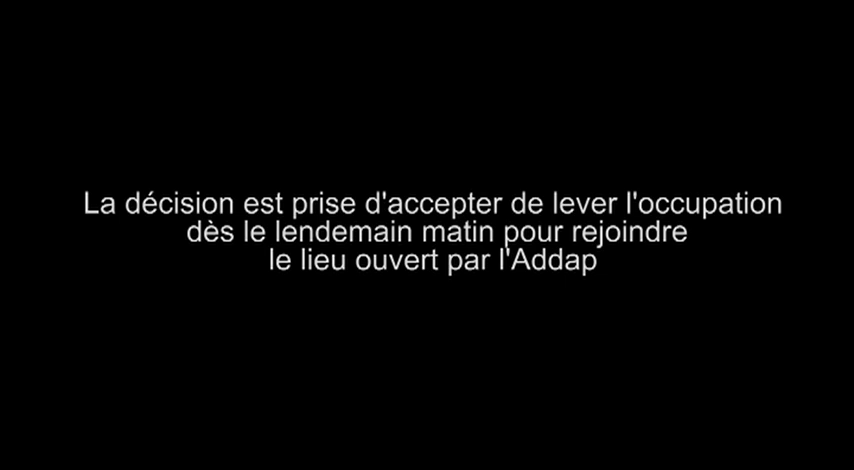 La décision est prise d'accepter de lever l'occupation
dès le lendemain matin pour rejoindre
le lieu ouvert par l'Addap